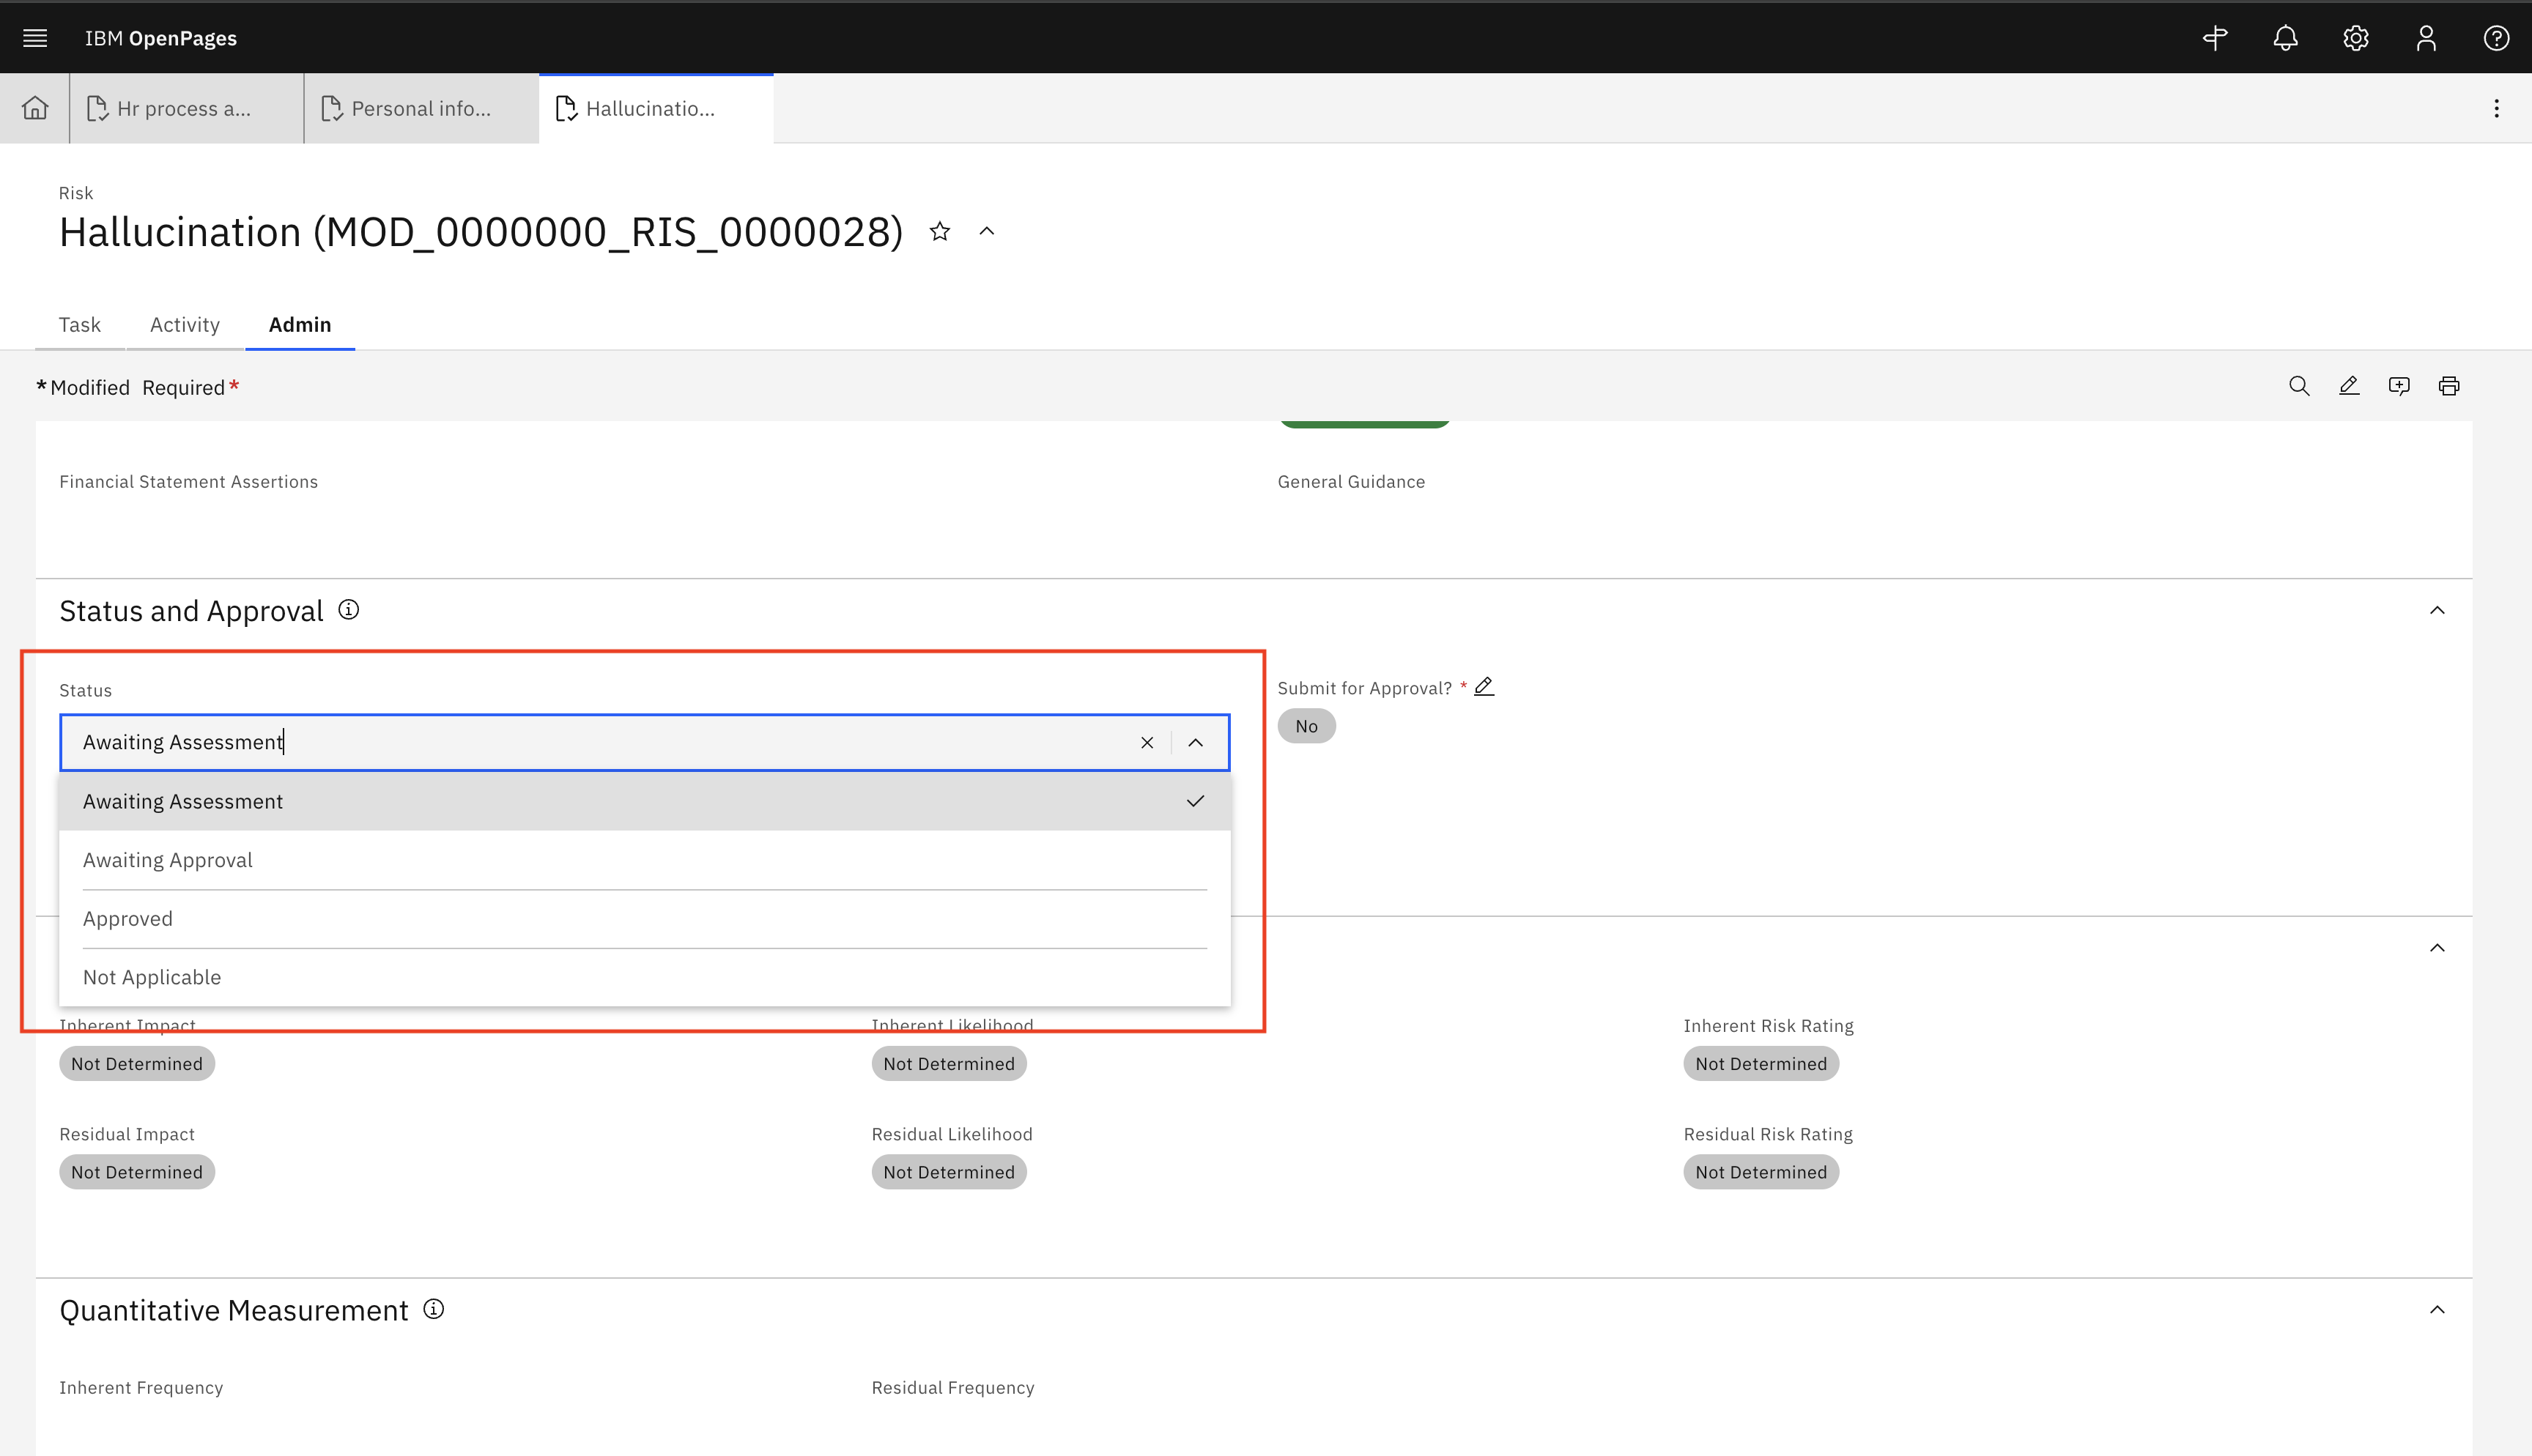 IBM OpenPages
Hr process a...
Personal info...
Hallucinatio...
Risk
Hallucination (MOD_0000000_RIS_0000028)
Task
Activity
Admin
*Modified Required*
Financial Statement Assertions
General Guidance
Status and Approval
Status
Submit for Approval? *
No
Awaiting Assessment
Awaiting Assessment
Awaiting Approval
Approved
Not Applicable
Inherent Impact
Inherent Likelihood
Inherent Risk Rating
Not Determined
Not Determined
Not Determined
Residual Impact
Residual Likelihood
Residual Risk Rating
Not Determined
Not Determined
Not Determined
Quantitative Measurement
Inherent Frequency
Residual Frequency